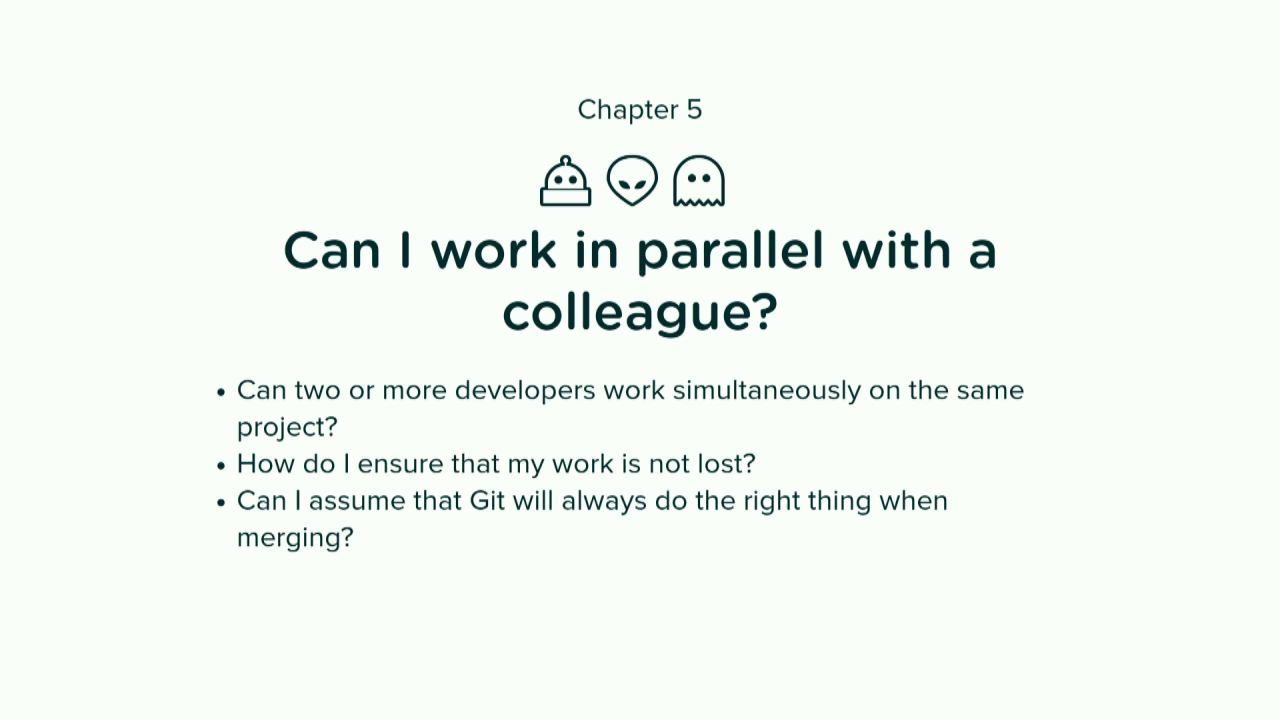 Chapter 5
Can I work in parallel with a
colleague?
• Can two or more developers work simultaneously on the same
project?
• How do I ensure that my work is not lost?
• Can I assume that Git will always do the right thing when
merging?